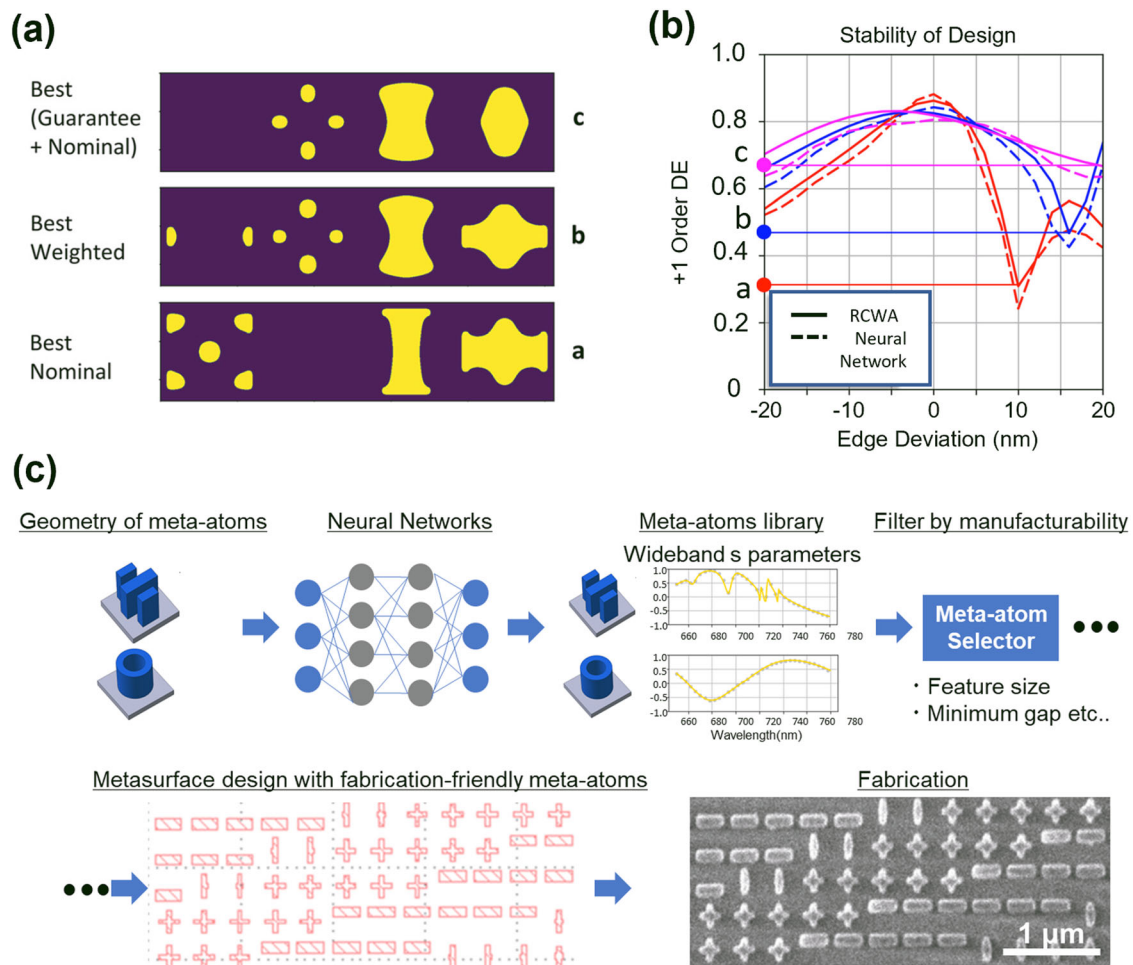 (a)
Best
(Guarantee
+ Nominal)
c
Best
Weighted
b
Best
Nominal
a
(b)
Stability of Design
+1 Order DE
1.0
0.8
0.6
0.4
0.2
0
c
b
a
RCWA
Neural
Network
-20
-10
0
10
20
Edge Deviation (nm)
(c)
Geometry of meta-atoms
Neural Networks
Meta-atoms library
Filter by manufacturability
Wideband s parameters
1.0
0.5
0.0
-0.5
-1.0
640 660 680 700 720 740 760 780
1.0
0.5
0.0
-0.5
-1.0
640 660 680 700 720 740 760 780
Wavelength(nm)
Meta-atom
Selector
・Feature size
・Minimum gap etc..
Metasurface design with fabrication-friendly meta-atoms
Fabrication
1 μm